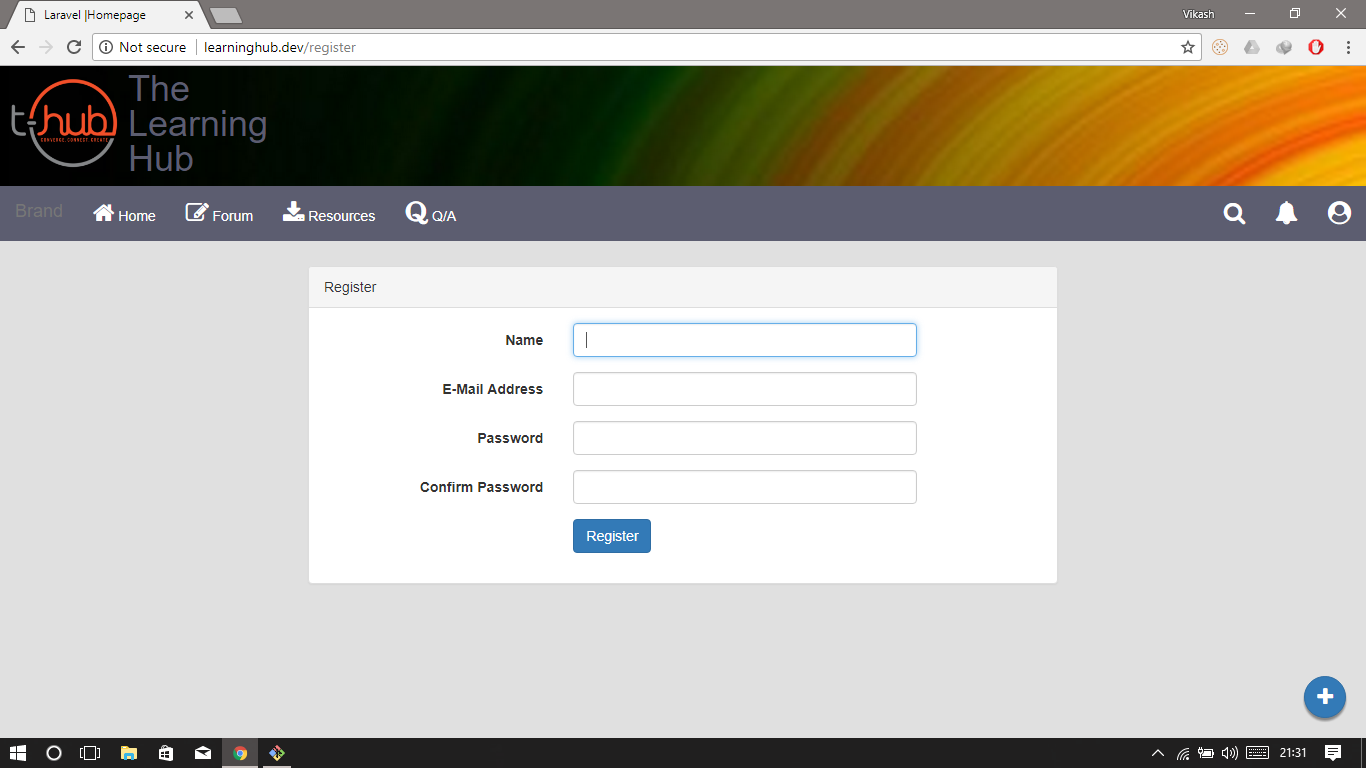 Laravel |Homepage
Vikash
Not secure learninghub.dev/register
t-hub
CONVERGE CONNECT CREATE
The
Learning
Hub
Brand Home Forum Resources Q/A
Register
Name
E-Mail Address
Password
Confirm Password
Register
21:31